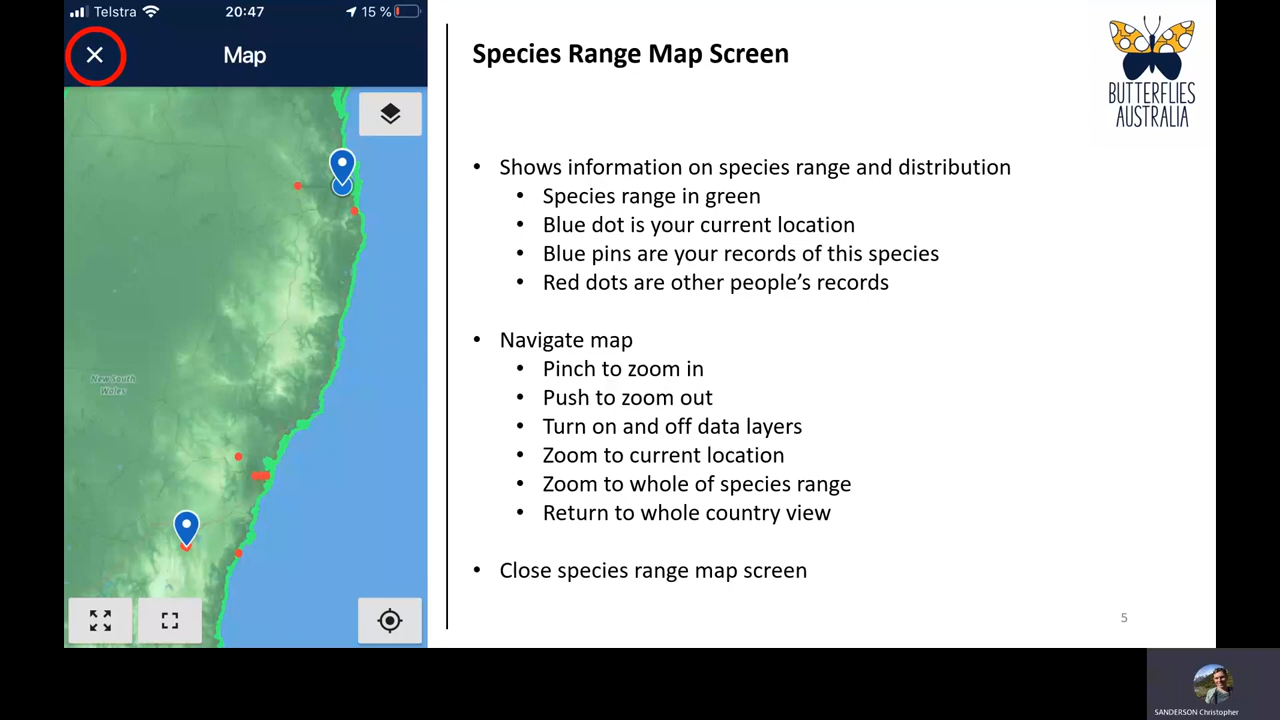 Telstra
20:47
15 %
Map
New South
Wales
Species Range Map Screen
BUTTERFLIES
AUSTRALIA
• Shows information on species range and distribution
• Species range in green
• Blue dot is your current location
• Blue pins are your records of this species
• Red dots are other people’s records
• Navigate map
• Pinch to zoom in
• Push to zoom out
• Turn on and off data layers
• Zoom to current location
• Zoom to whole of species range
• Return to whole country view
• Close species range map screen
5
SANDERSON Christopher